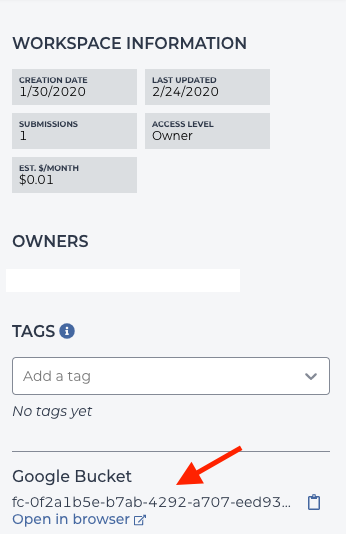 WORKSPACE INFORMATION
CREATION DATE
1/30/2020
LAST UPDATED
2/24/2020
SUBMISSIONS
1
ACCESS LEVEL
Owner
EST. $/MONTH
$0.01
OWNERS
TAGS
Add a tag
No tags yet
Google Bucket
fc-0f2a1b5e-b7ab-4292-a707-eed93...
Open in browser